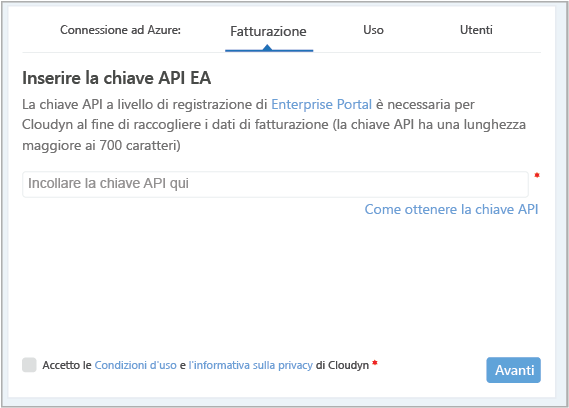 Connessione ad Azure: Fatturazione Uso Utenti
Inserire la chiave API EA
La chiave API a livello di registrazione di Enterprise Portal è necessaria per
Cloudyn al fine di raccogliere i dati di fatturazione (la chiave API ha una lunghezza
maggiore ai 700 caratteri)
Incollare la chiave API qui *
Come ottenere la chiave API
Accetto le Condizioni d'uso e l'informativa sulla privacy di Cloudyn * Avanti